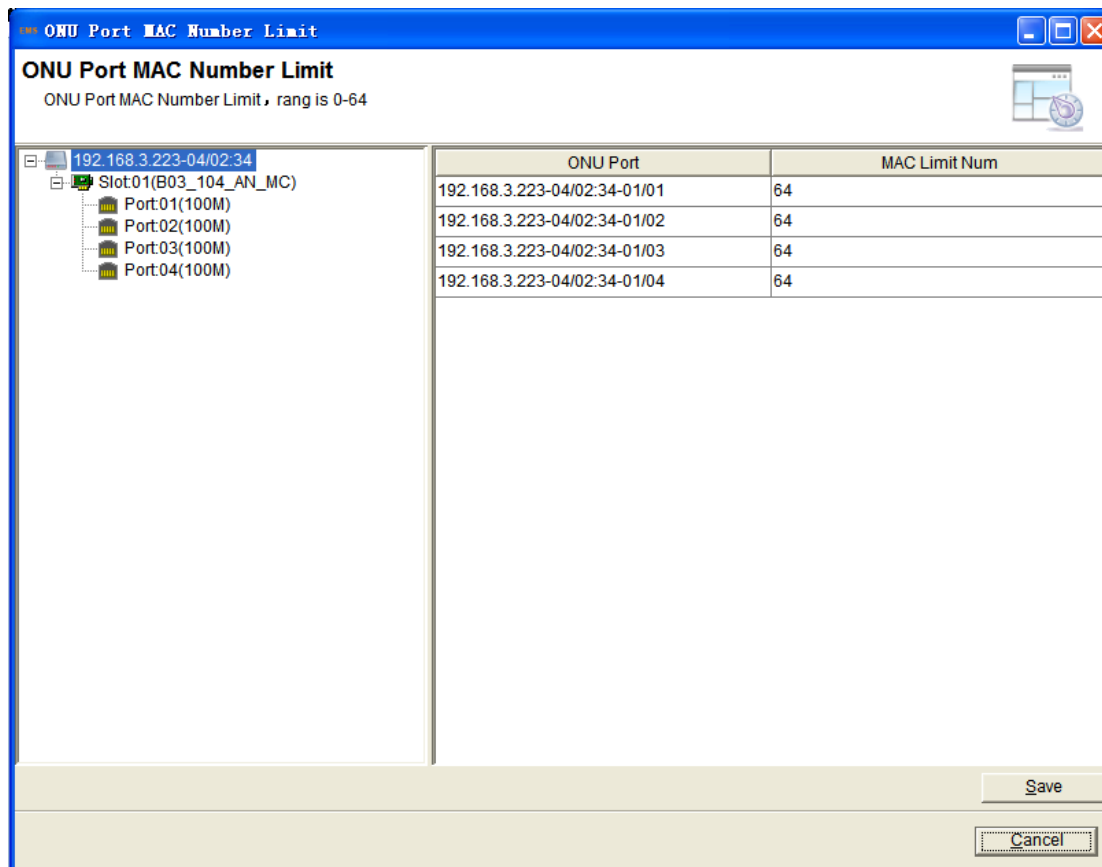 EMS ONU Port MAC Number Limit
ONU Port MAC Number Limit
ONU Port MAC Number Limit，rang is 0-64
192.168.3.223-04/02:34
Slot:01(B03_104_AN_MC)
Port:01(100M)
Port:02(100M)
Port:03(100M)
Port:04(100M)
ONU Port MAC Limit Num
192.168.3.223-04/02:34-01/01 64
192.168.3.223-04/02:34-01/02 64
192.168.3.223-04/02:34-01/03 64
192.168.3.223-04/02:34-01/04 64
Save
Cancel